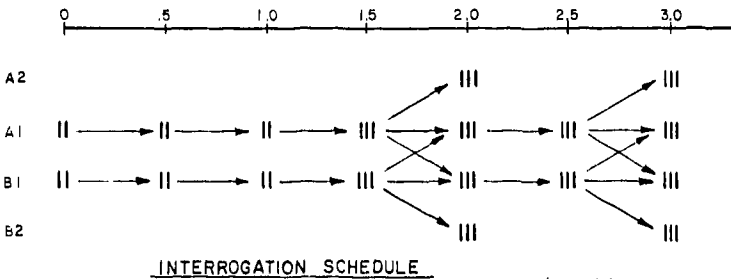 0 .5 1.0 1.5 2.0 2.5 3.0
A2 III III
A1 II II II III III III III
B1 II II II III III III III
B2 III III
INTERROGATION SCHEDULE